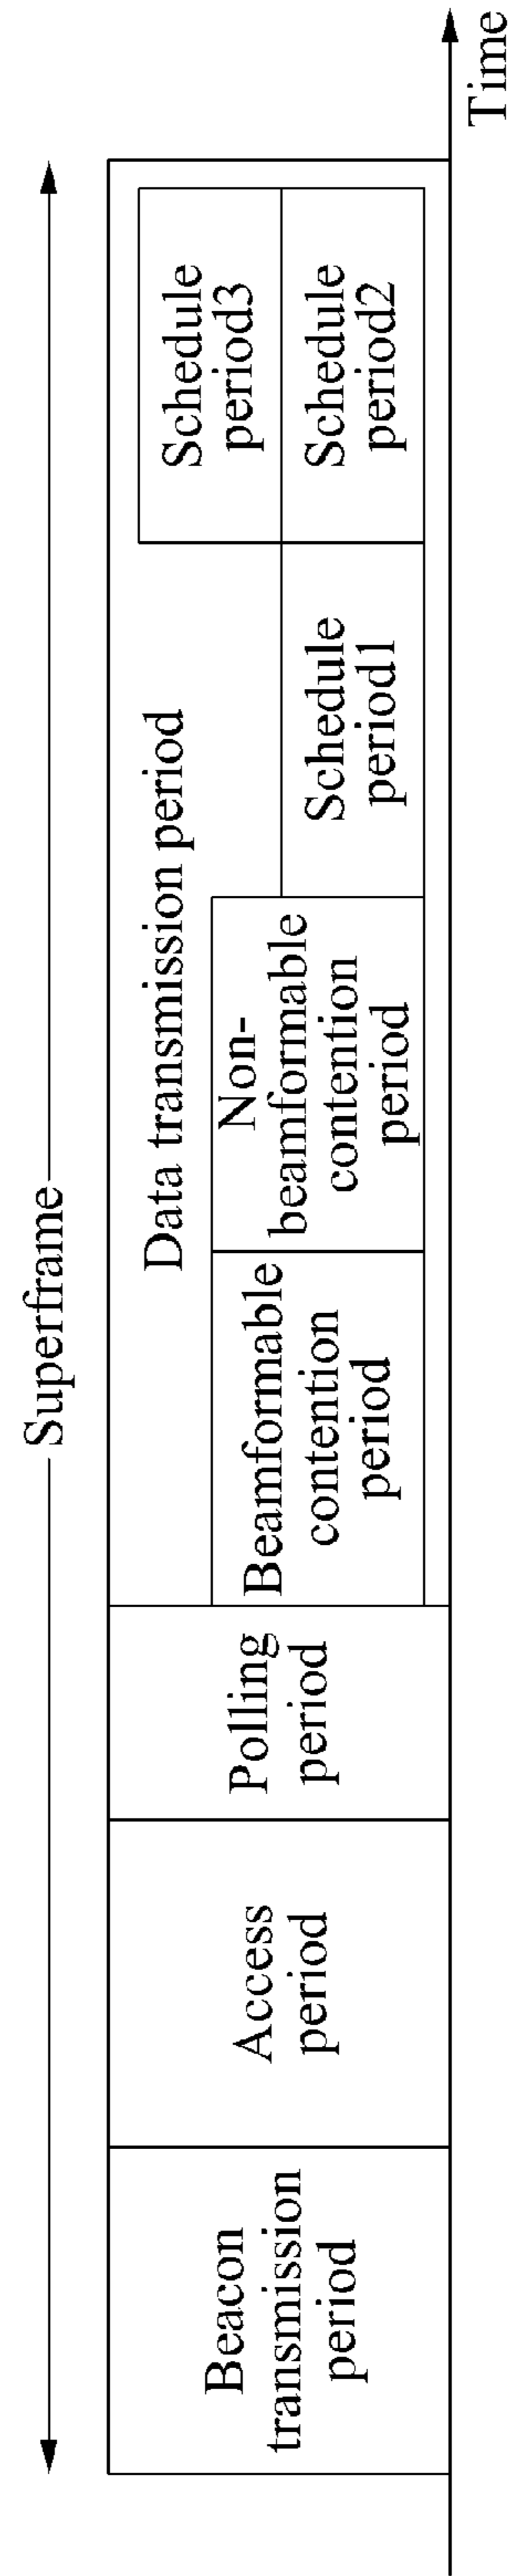 Superframe
Beacon
transmission
period
Access
period
Polling
period
Data transmission period
Beamformable
contention
period
Non-
beamformable
contention
period
Schedule
period1
Schedule
period3
Schedule
period2
Time